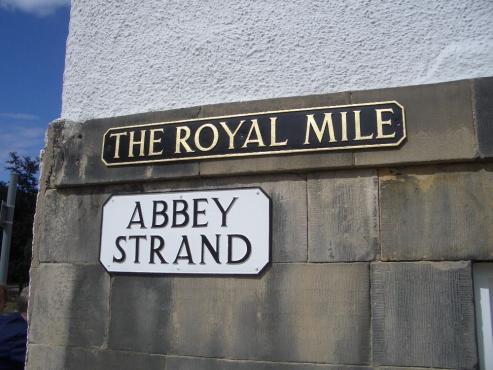 THE ROYAL MILE
ABBEY
STRAND